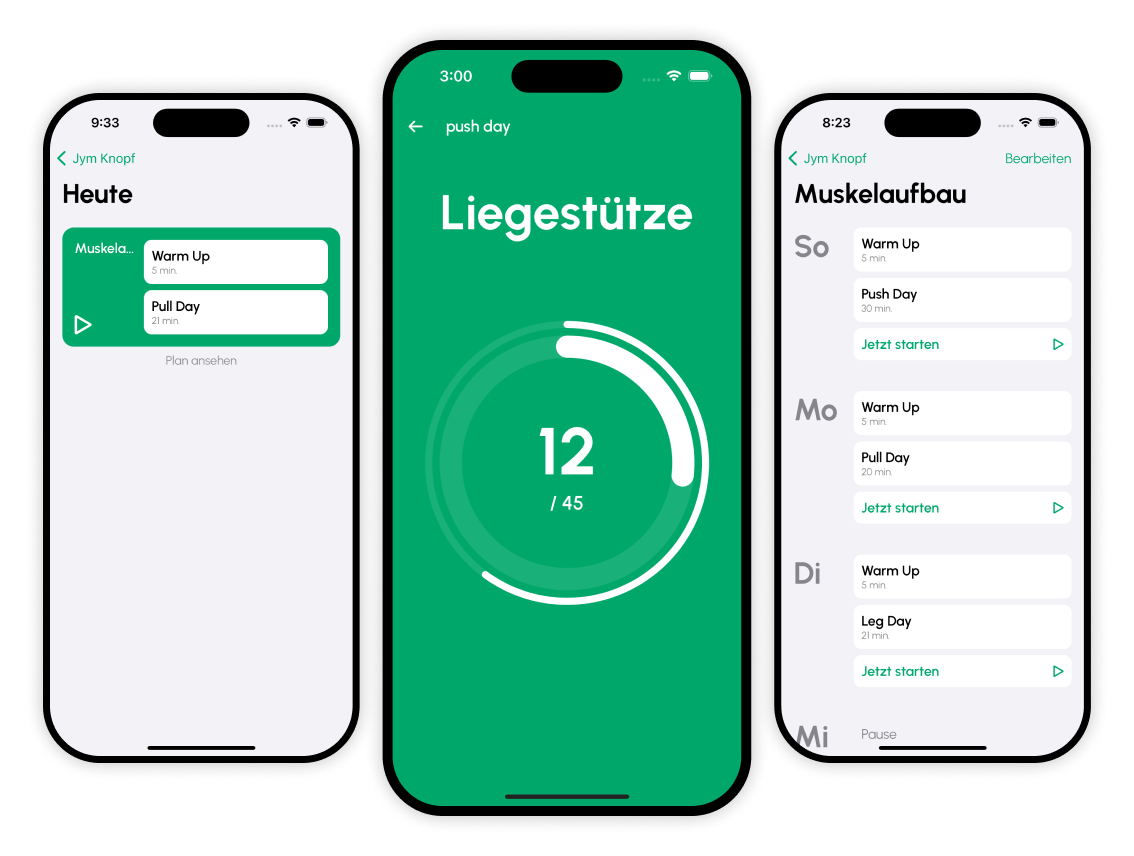 9:33
Jym Knopf
Heute
Muskela...
Warm Up
5 min.
Pull Day
21 min.
Plan ansehen
3:00
push day
Liegestütze
12
/ 45
8:23
Jym Knopf
Bearbeiten
Muskelaufbau
So
Warm Up
5 min.
Push Day
30 min.
Jetzt starten
Mo
Warm Up
5 min.
Pull Day
20 min.
Jetzt starten
Di
Warm Up
5 min.
Leg Day
21 min.
Jetzt starten
Mi
Pause